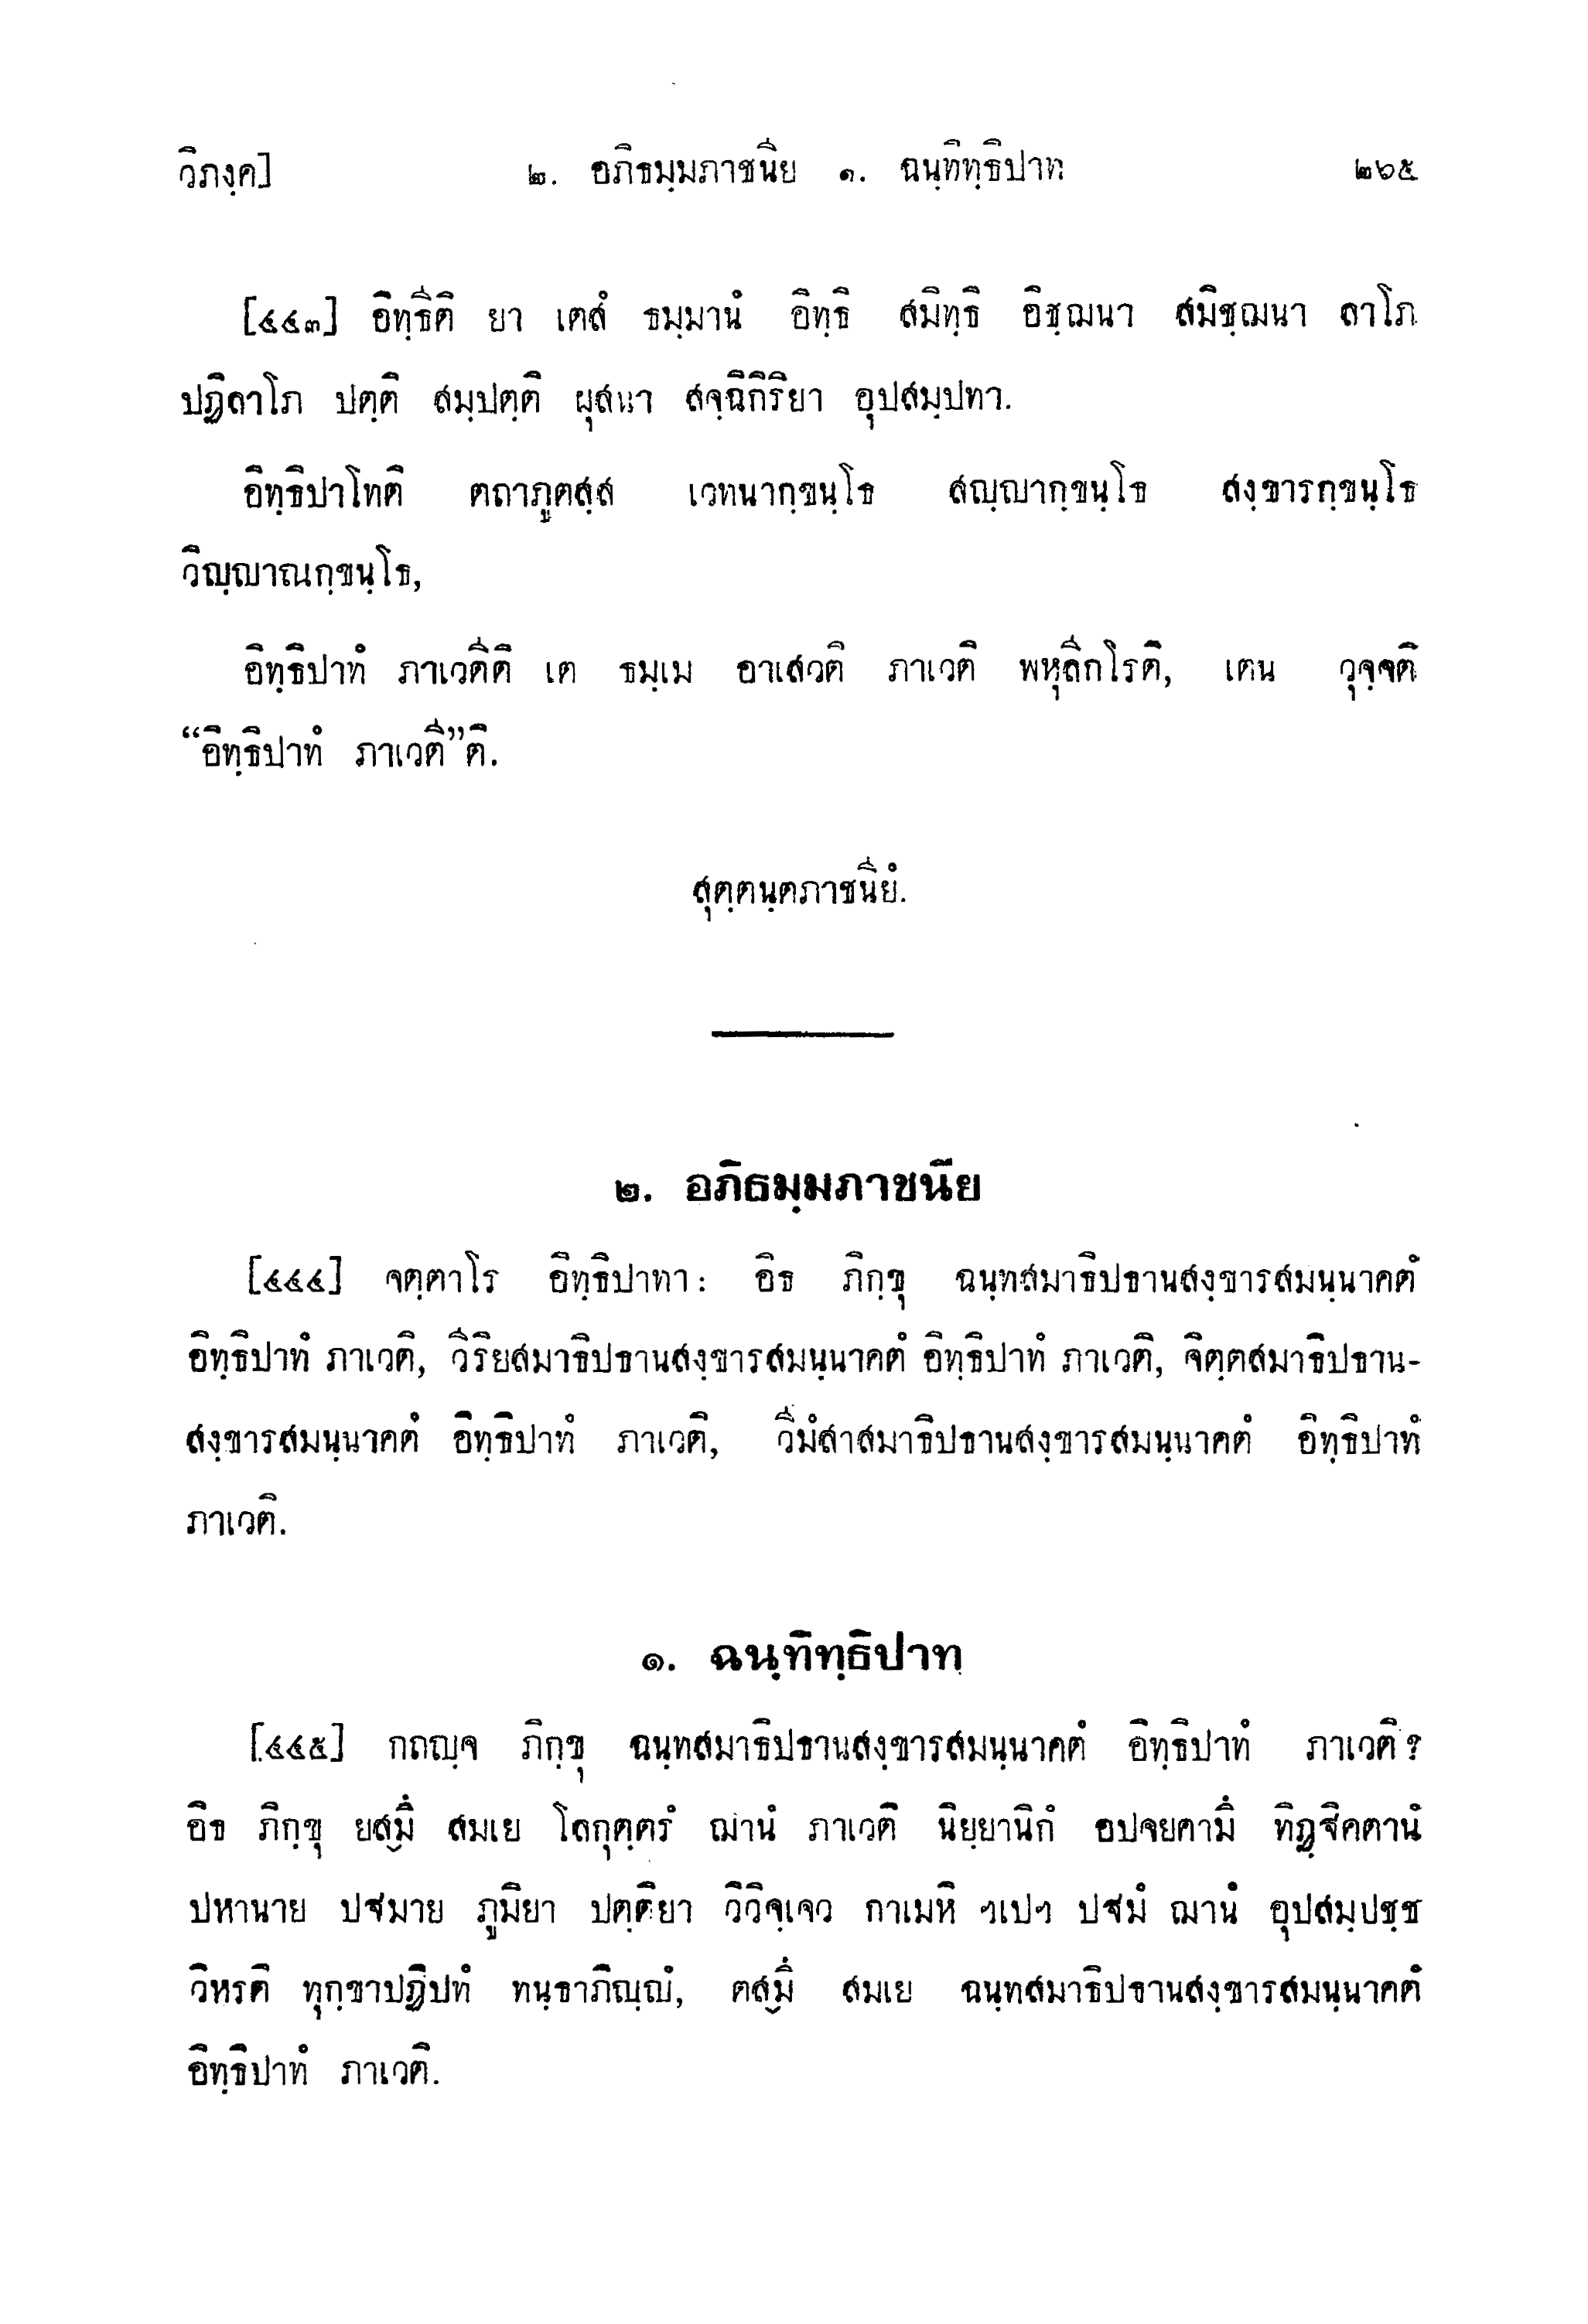 วิภงฺค]   ๒. อภิธมฺมภาชนีย   ๑. ฉนฺทิทฺธิปาท   ๒๖๕
[๔๔๓] อิทฺธีติ ยา เตสํ ธมฺมานํ อิทฺธิ สมิทฺธิ อิชฺฌนา สมิชฺฌนา ลาโภ
ปฏิลาโภ ปตฺติ สมฺปตฺติ ผุสนา สจฺฉิกิริยา อุปสมฺปทา.
อิทฺธิปาโทติ ตถาภูตสฺส เวทนากฺขนฺโธ สญฺญากฺขนฺโธ สงฺขารกฺขนฺโธ
วิญฺญาณกฺขนฺโธ,
อิทฺธิปาทํ ภาเวตีติ เต ธมฺเม อาเสวติ ภาเวติ พหุลีกโรติ, เตน วุจฺจติ
“อิทฺธิปาทํ ภาเวตี”ติ.
สุตฺตนฺตภาชนียํ.
๒. อภิธมฺมภาชนีย
[๔๔๔] จตฺตาโร อิทฺธิปาทา: อิธ ภิกฺขุ ฉนฺทสมาธิปธานสงฺขารสมนฺนาคตํ
อิทฺธิปาทํ ภาเวติ, วีริยสมาธิปธานสงฺขารสมนฺนาคตํ อิทฺธิปาทํ ภาเวติ, จิตฺตสมาธิปธาน-
สงฺขารสมนฺนาคตํ อิทฺธิปาทํ ภาเวติ, วีมํสาสมาธิปธานสงฺขารสมนฺนาคตํ อิทฺธิปาทํ
ภาเวติ.
๑. ฉนฺทิทฺธิปาท
[๔๔๕] กถญฺจ ภิกฺขุ ฉนฺทสมาธิปธานสงฺขารสมนฺนาคตํ อิทฺธิปาทํ ภาเวติ?
อิธ ภิกฺขุ ยสฺมึ สมเย โลกุตฺตรํ ฌานํ ภาเวติ นิยฺยานิกํ อปจยคามึ ทิฏฺฐิคตานํ
ปหานาย ปฐมาย ภูมิยา ปตฺติยา วิวิจฺเจว กาเมหิ ฯเปฯ ปฐมํ ฌานํ อุปสมฺปชฺช
วิหรติ ทุกฺขาปฏิปทํ ทนฺธาภิญฺญํ, ตสฺมึ สมเย ฉนฺทสมาธิปธานสงฺขารสมนฺนาคตํ
อิทฺธิปาทํ ภาเวติ.